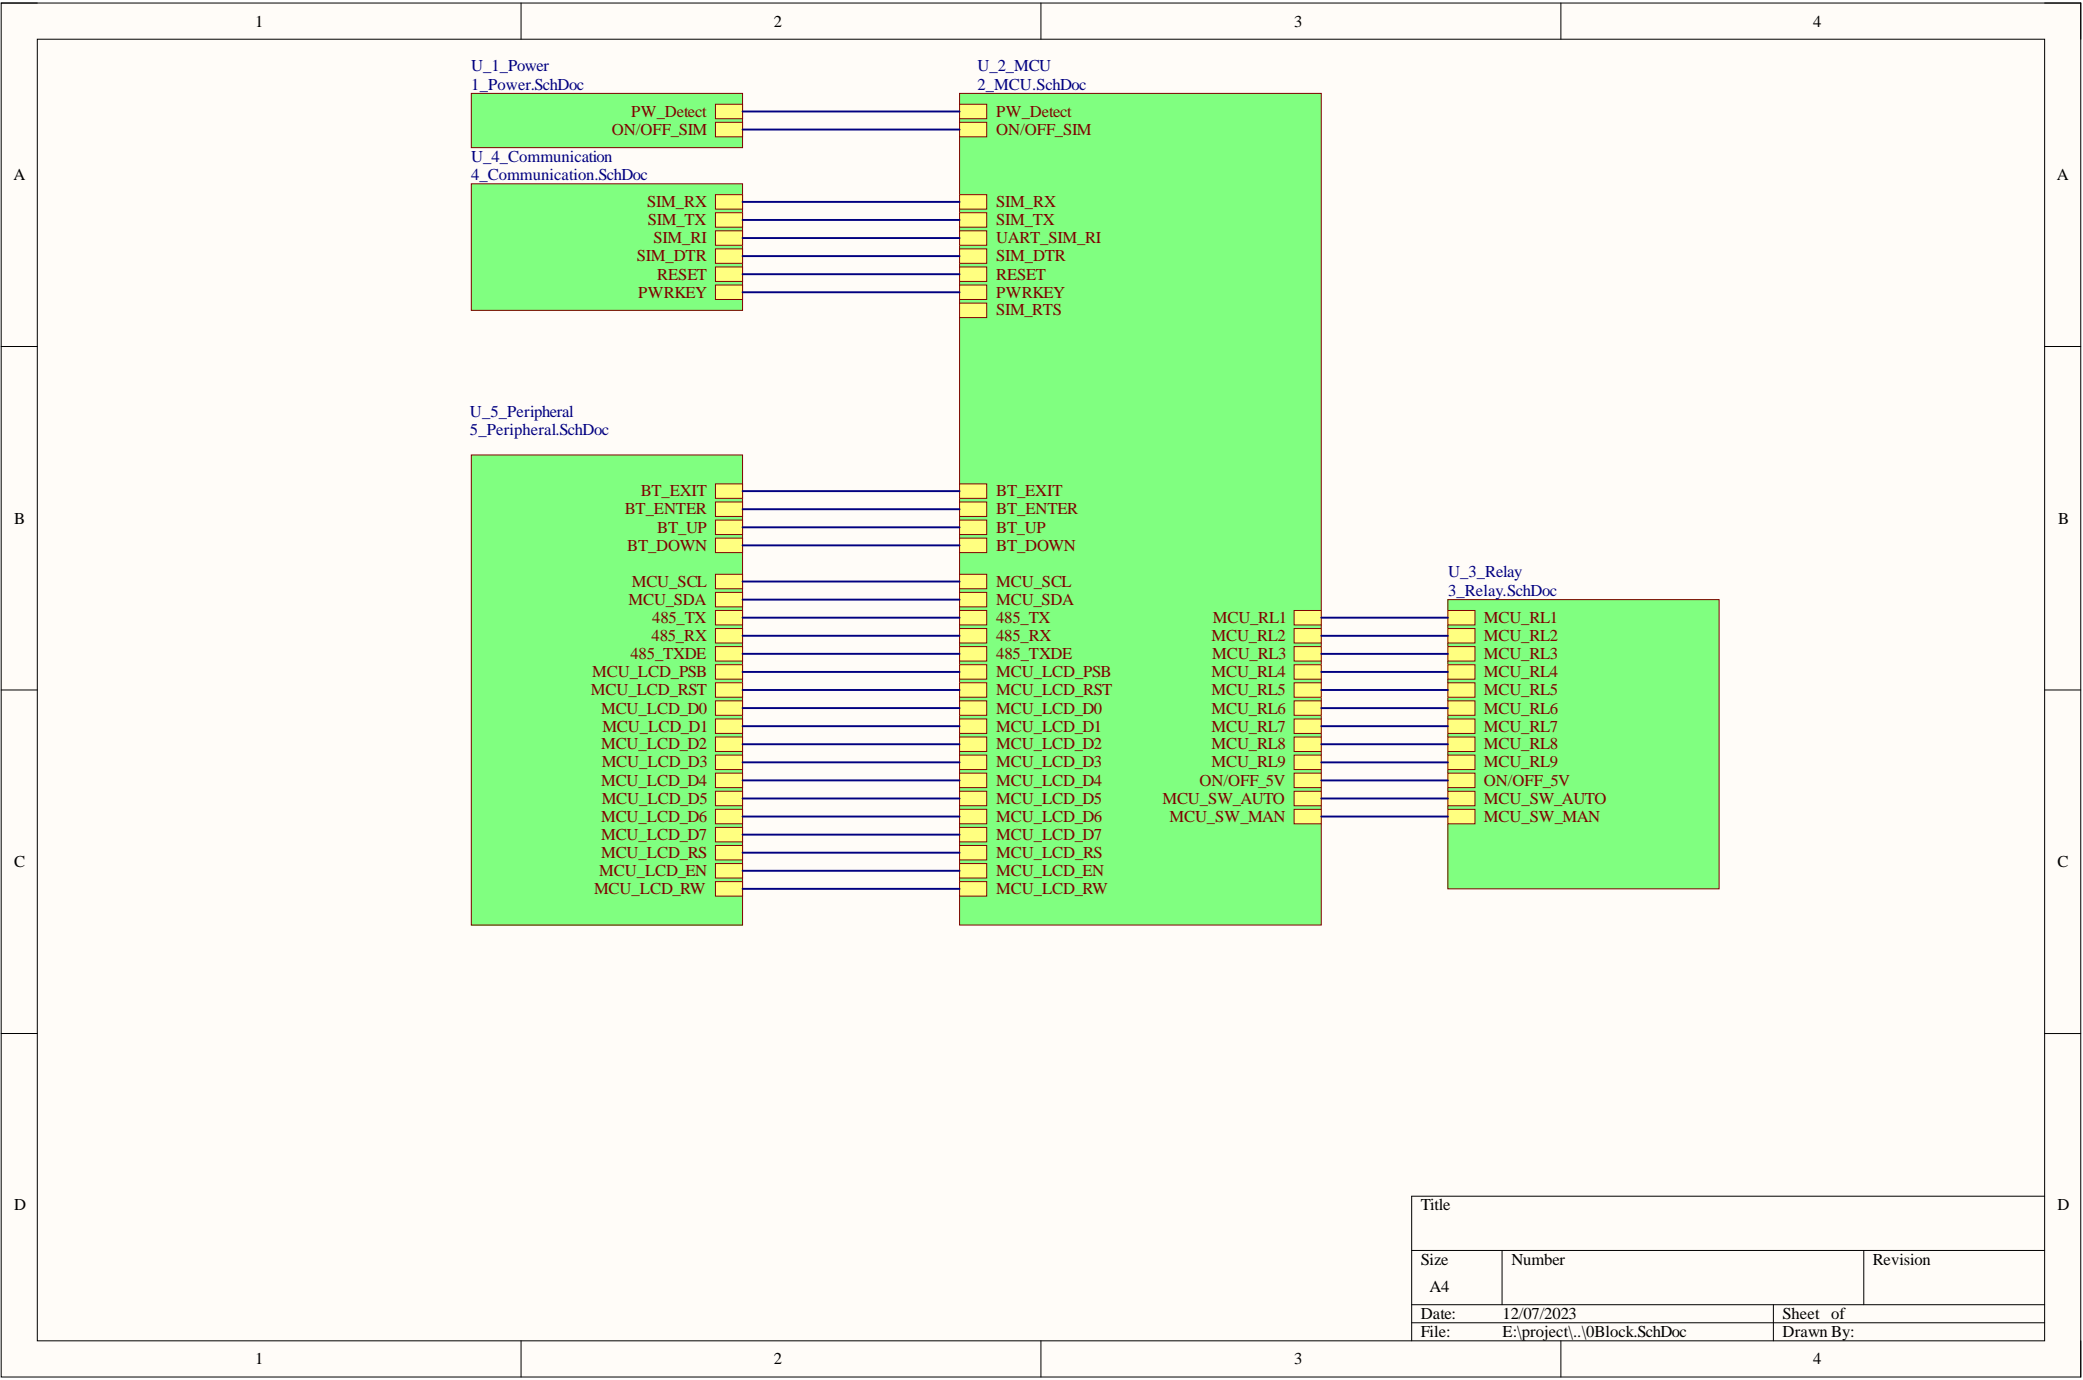 1 2 3 4
U_1_Power
1_Power.SchDoc
PW_Detect
ON/OFF_SIM
U_4_Communication
4_Communication.SchDoc
SIM_RX
SIM_TX
SIM_RI
SIM_DTR
RESET
PWRKEY
U_5_Peripheral
5_Peripheral.SchDoc
BT_EXIT
BT_ENTER
BT_UP
BT_DOWN
MCU_SCL
MCU_SDA
485_TX
485_RX
485_TXDE
MCU_LCD_PSB
MCU_LCD_RST
MCU_LCD_D0
MCU_LCD_D1
MCU_LCD_D2
MCU_LCD_D3
MCU_LCD_D4
MCU_LCD_D5
MCU_LCD_D6
MCU_LCD_D7
MCU_LCD_RS
MCU_LCD_EN
MCU_LCD_RW
U_2_MCU
2_MCU.SchDoc
PW_Detect
ON/OFF_SIM
SIM_RX
SIM_TX
UART_SIM_RI
SIM_DTR
RESET
PWRKEY
SIM_RTS
BT_EXIT
BT_ENTER
BT_UP
BT_DOWN
MCU_SCL
MCU_SDA
485_TX
485_RX
485_TXDE
MCU_LCD_PSB
MCU_LCD_RST
MCU_LCD_D0
MCU_LCD_D1
MCU_LCD_D2
MCU_LCD_D3
MCU_LCD_D4
MCU_LCD_D5
MCU_LCD_D6
MCU_LCD_D7
MCU_LCD_RS
MCU_LCD_EN
MCU_LCD_RW
MCU_RL1
MCU_RL2
MCU_RL3
MCU_RL4
MCU_RL5
MCU_RL6
MCU_RL7
MCU_RL8
MCU_RL9
ON/OFF_5V
MCU_SW_AUTO
MCU_SW_MAN
U_3_Relay
3_Relay.SchDoc
MCU_RL1
MCU_RL2
MCU_RL3
MCU_RL4
MCU_RL5
MCU_RL6
MCU_RL7
MCU_RL8
MCU_RL9
ON/OFF_5V
MCU_SW_AUTO
MCU_SW_MAN
A A
B B
C C
D D
Title
Size Number Revision
A4
Date: 12/07/2023 Sheet of
File: E:\project\..\0Block.SchDoc Drawn By:
1 2 3 4